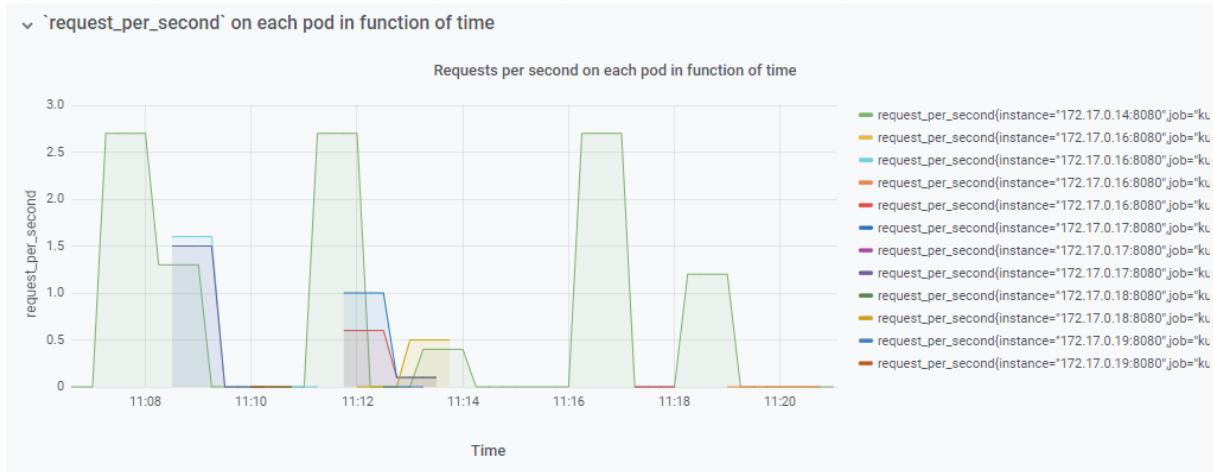 `request_per_second` on each pod in function of time
Requests per second on each pod in function of time
3.0
2.5
2.0
1.5
1.0
0.5
0
request_per_second
11:08
11:10
11:12
11:14
11:16
11:18
11:20
Time
request_per_second{instance="172.17.0.14:8080",job="ku
request_per_second{instance="172.17.0.16:8080",job="ku
request_per_second{instance="172.17.0.16:8080",job="ku
request_per_second{instance="172.17.0.16:8080",job="ku
request_per_second{instance="172.17.0.16:8080",job="ku
request_per_second{instance="172.17.0.17:8080",job="ku
request_per_second{instance="172.17.0.17:8080",job="ku
request_per_second{instance="172.17.0.17:8080",job="ku
request_per_second{instance="172.17.0.18:8080",job="ku
request_per_second{instance="172.17.0.18:8080",job="ku
request_per_second{instance="172.17.0.19:8080",job="ku
request_per_second{instance="172.17.0.19:8080",job="ku